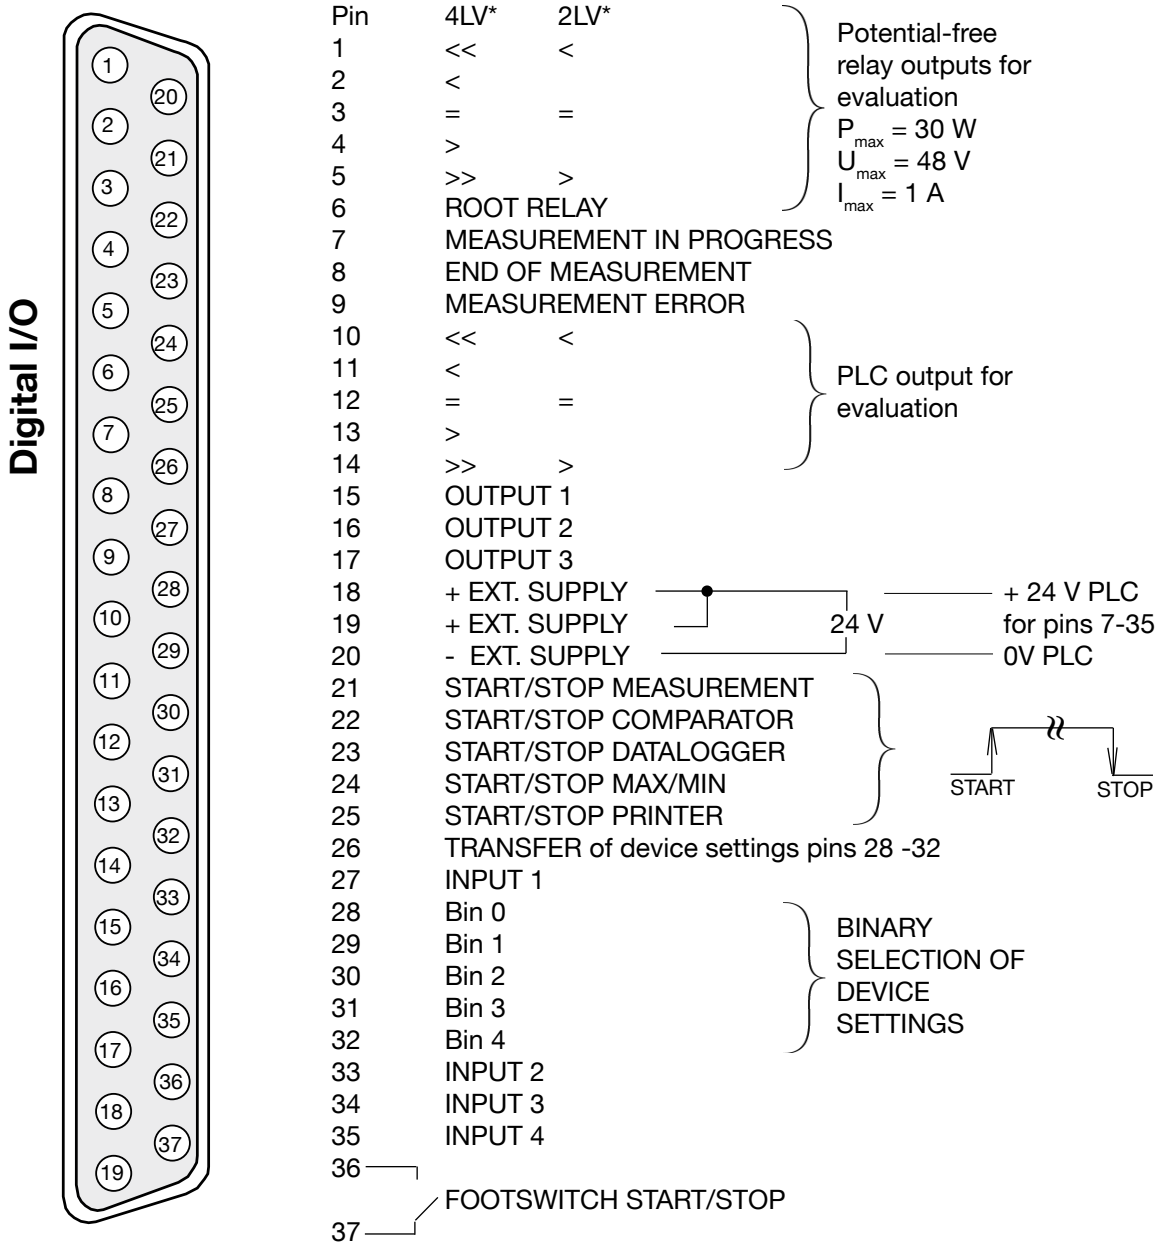 Digital I/O
1
2
3
4
5
6
7
8
9
10
11
12
13
14
15
16
17
18
19
20
21
22
23
24
25
26
27
28
29
30
31
32
33
34
35
36
37
Pin 4LV* 2LV*
1 << <
2 <
3 = =
4 >
5 >> >
6 ROOT RELAY
Potential-free
relay outputs for
evaluation
Pmax = 30 W
Umax = 48 V
Imax = 1 A
7 MEASUREMENT IN PROGRESS
8 END OF MEASUREMENT
9 MEASUREMENT ERROR
10 << <
11 <
12 = =
13 >
14 >> >
PLC output for
evaluation
15 OUTPUT 1
16 OUTPUT 2
17 OUTPUT 3
18 + EXT. SUPPLY + 24 V PLC
19 + EXT. SUPPLY 24 V for pins 7-35
20 - EXT. SUPPLY 0V PLC
21 START/STOP MEASUREMENT
22 START/STOP COMPARATOR
23 START/STOP DATALOGGER
24 START/STOP MAX/MIN
25 START/STOP PRINTER
START STOP
26 TRANSFER of device settings pins 28 -32
27 INPUT 1
28 Bin 0
29 Bin 1
30 Bin 2
31 Bin 3
32 Bin 4
BINARY
SELECTION OF
DEVICE
SETTINGS
33 INPUT 2
34 INPUT 3
35 INPUT 4
36
FOOTSWITCH START/STOP
37